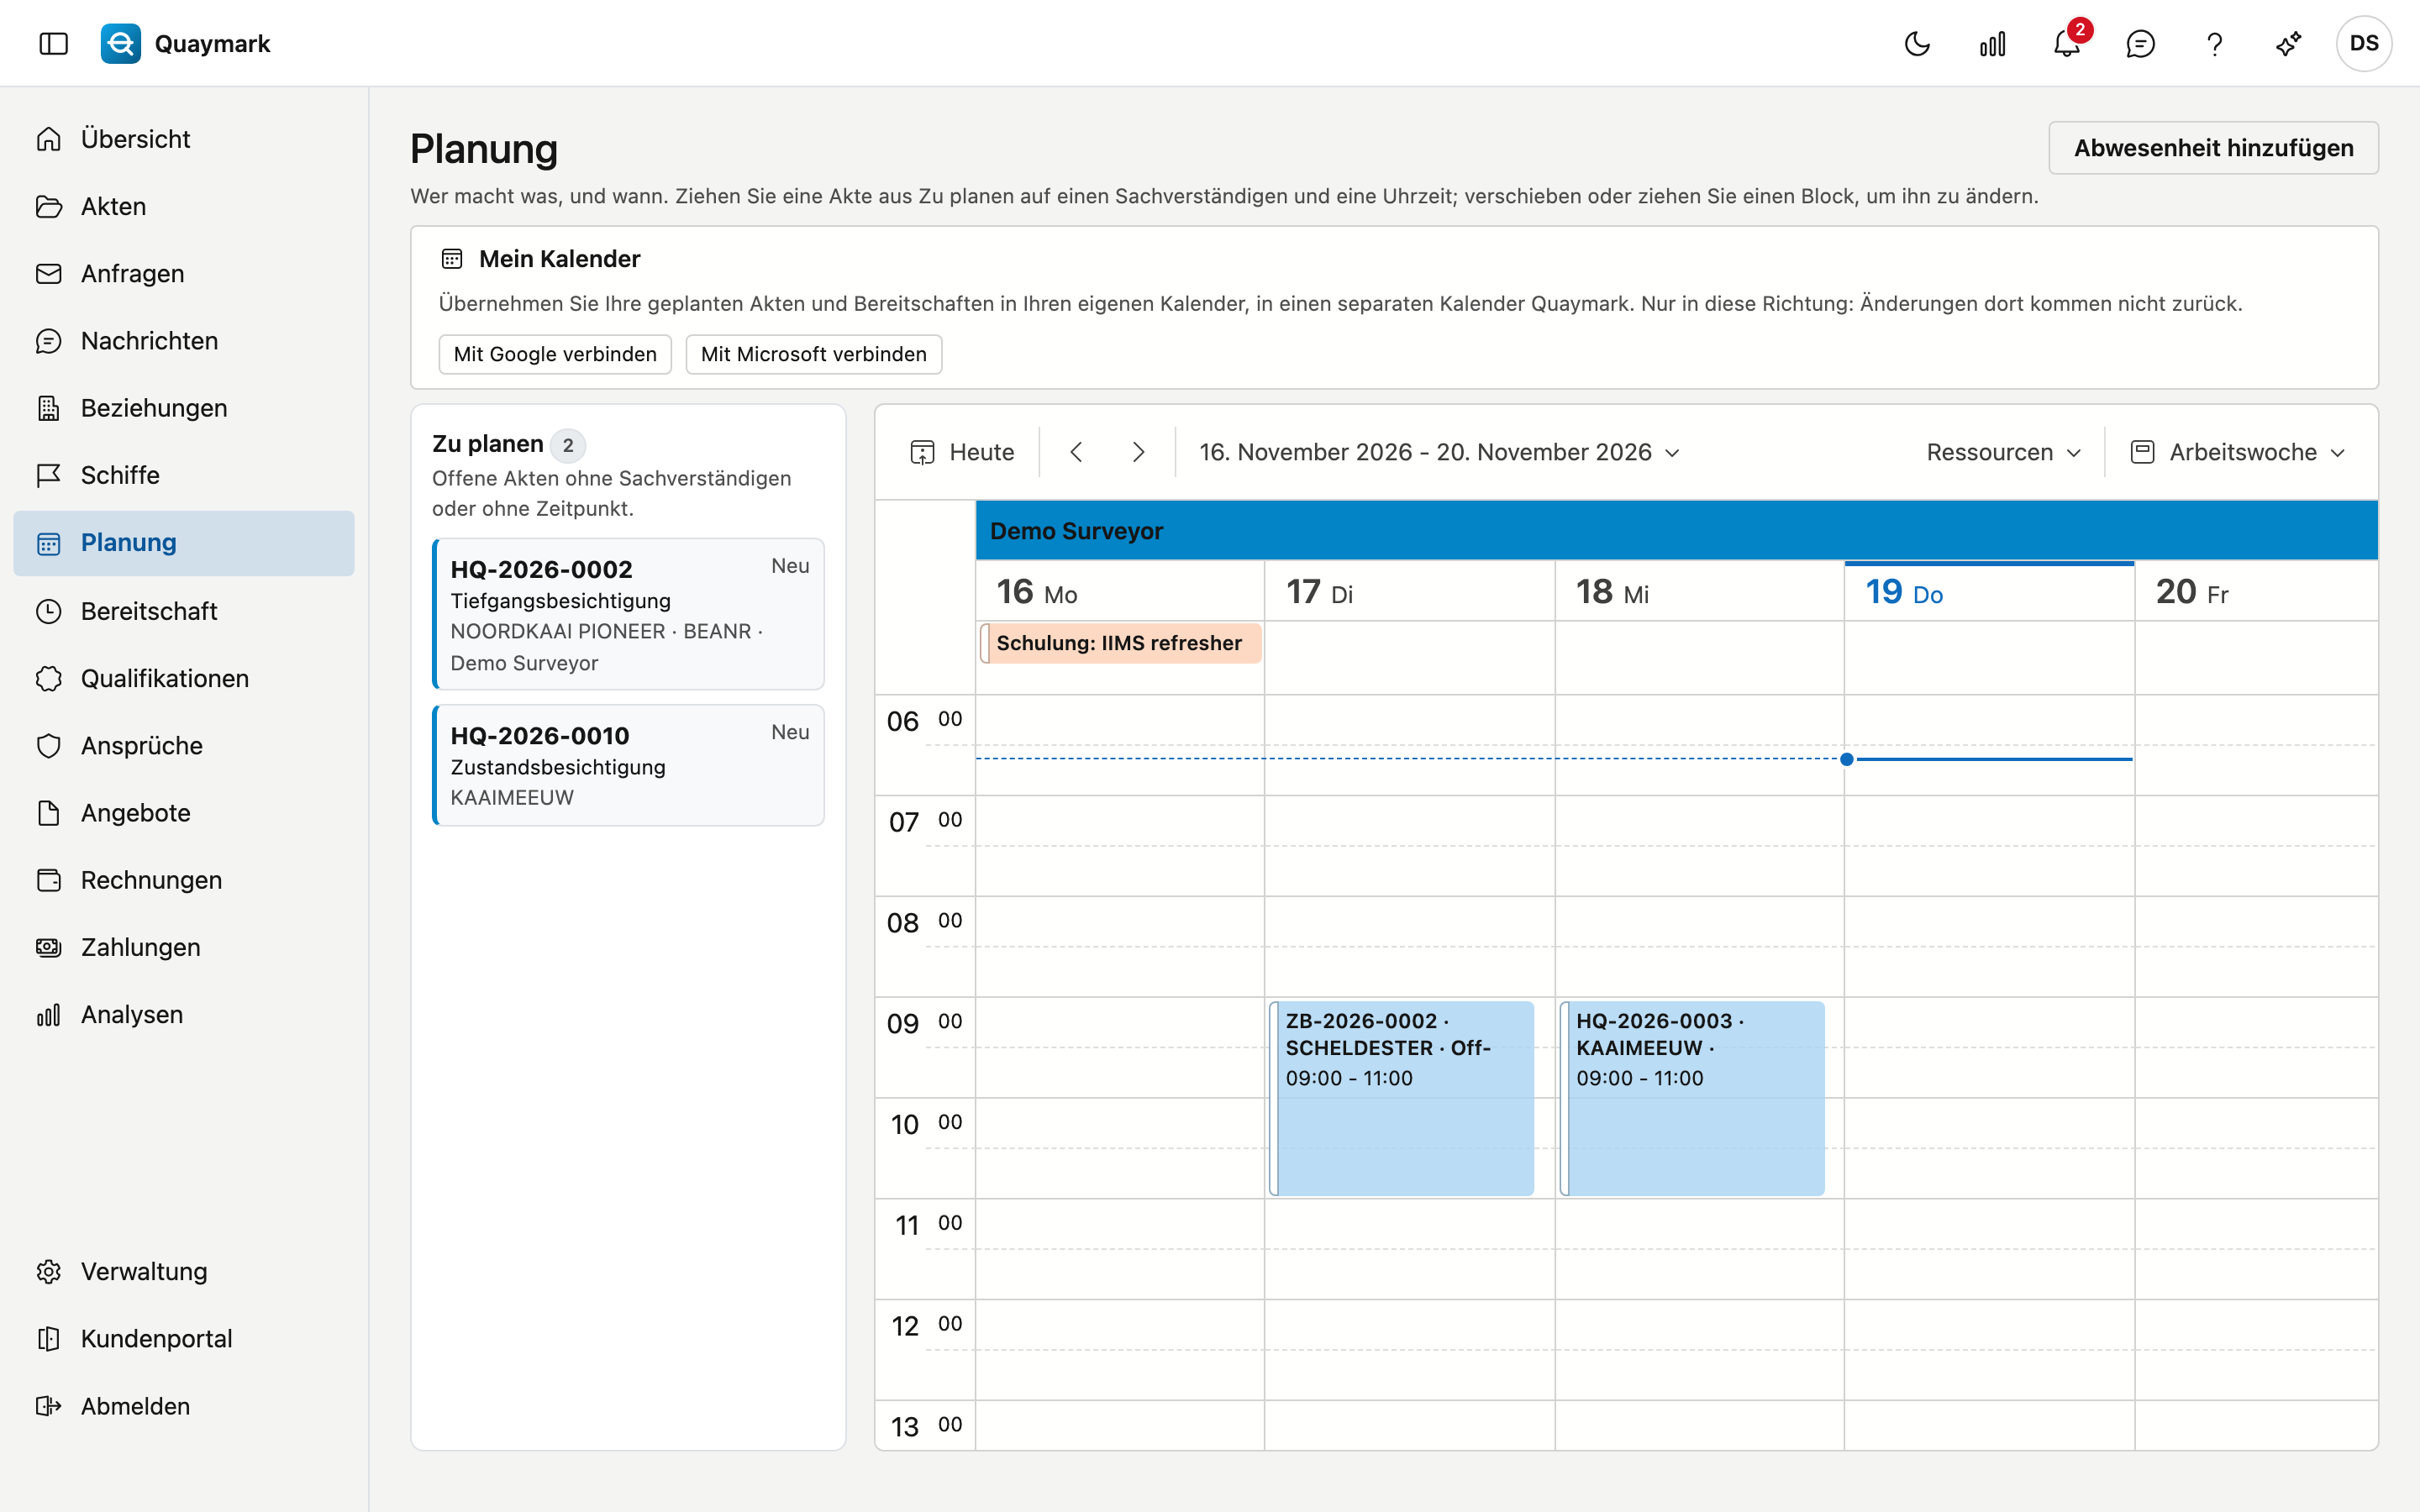 Quaymark
2
DS
Übersicht
Akten
Anfragen
Nachrichten
Beziehungen
Schiffe
Planung
Bereitschaft
Qualifikationen
Ansprüche
Angebote
Rechnungen
Zahlungen
Analysen
Verwaltung
Kundenportal
Abmelden
Planung
Abwesenheit hinzufügen
Wer macht was, und wann. Ziehen Sie eine Akte aus Zu planen auf einen Sachverständigen und eine Uhrzeit; verschieben oder ziehen Sie einen Block, um ihn zu ändern.
Mein Kalender
Übernehmen Sie Ihre geplanten Akten und Bereitschaften in Ihren eigenen Kalender, in einen separaten Kalender Quaymark. Nur in diese Richtung: Änderungen dort kommen nicht zurück.
Mit Google verbinden
Mit Microsoft verbinden
Zu planen 2
Offene Akten ohne Sachverständigen
oder ohne Zeitpunkt.
HQ-2026-0002 Neu
Tiefgangsbesichtigung
NOORDKAAI PIONEER · BEANR ·
Demo Surveyor
HQ-2026-0010 Neu
Zustandsbesichtigung
KAAIMEEUW
Heute
16. November 2026 - 20. November 2026
Ressourcen
Arbeitswoche
Demo Surveyor
16 Mo
17 Di
18 Mi
19 Do
20 Fr
Schulung: IIMS refresher
06 00
07 00
08 00
09 00
10 00
11 00
12 00
13 00
ZB-2026-0002 ·
SCHELDESTER · Off-
09:00 - 11:00
HQ-2026-0003 ·
KAAIMEEUW ·
09:00 - 11:00